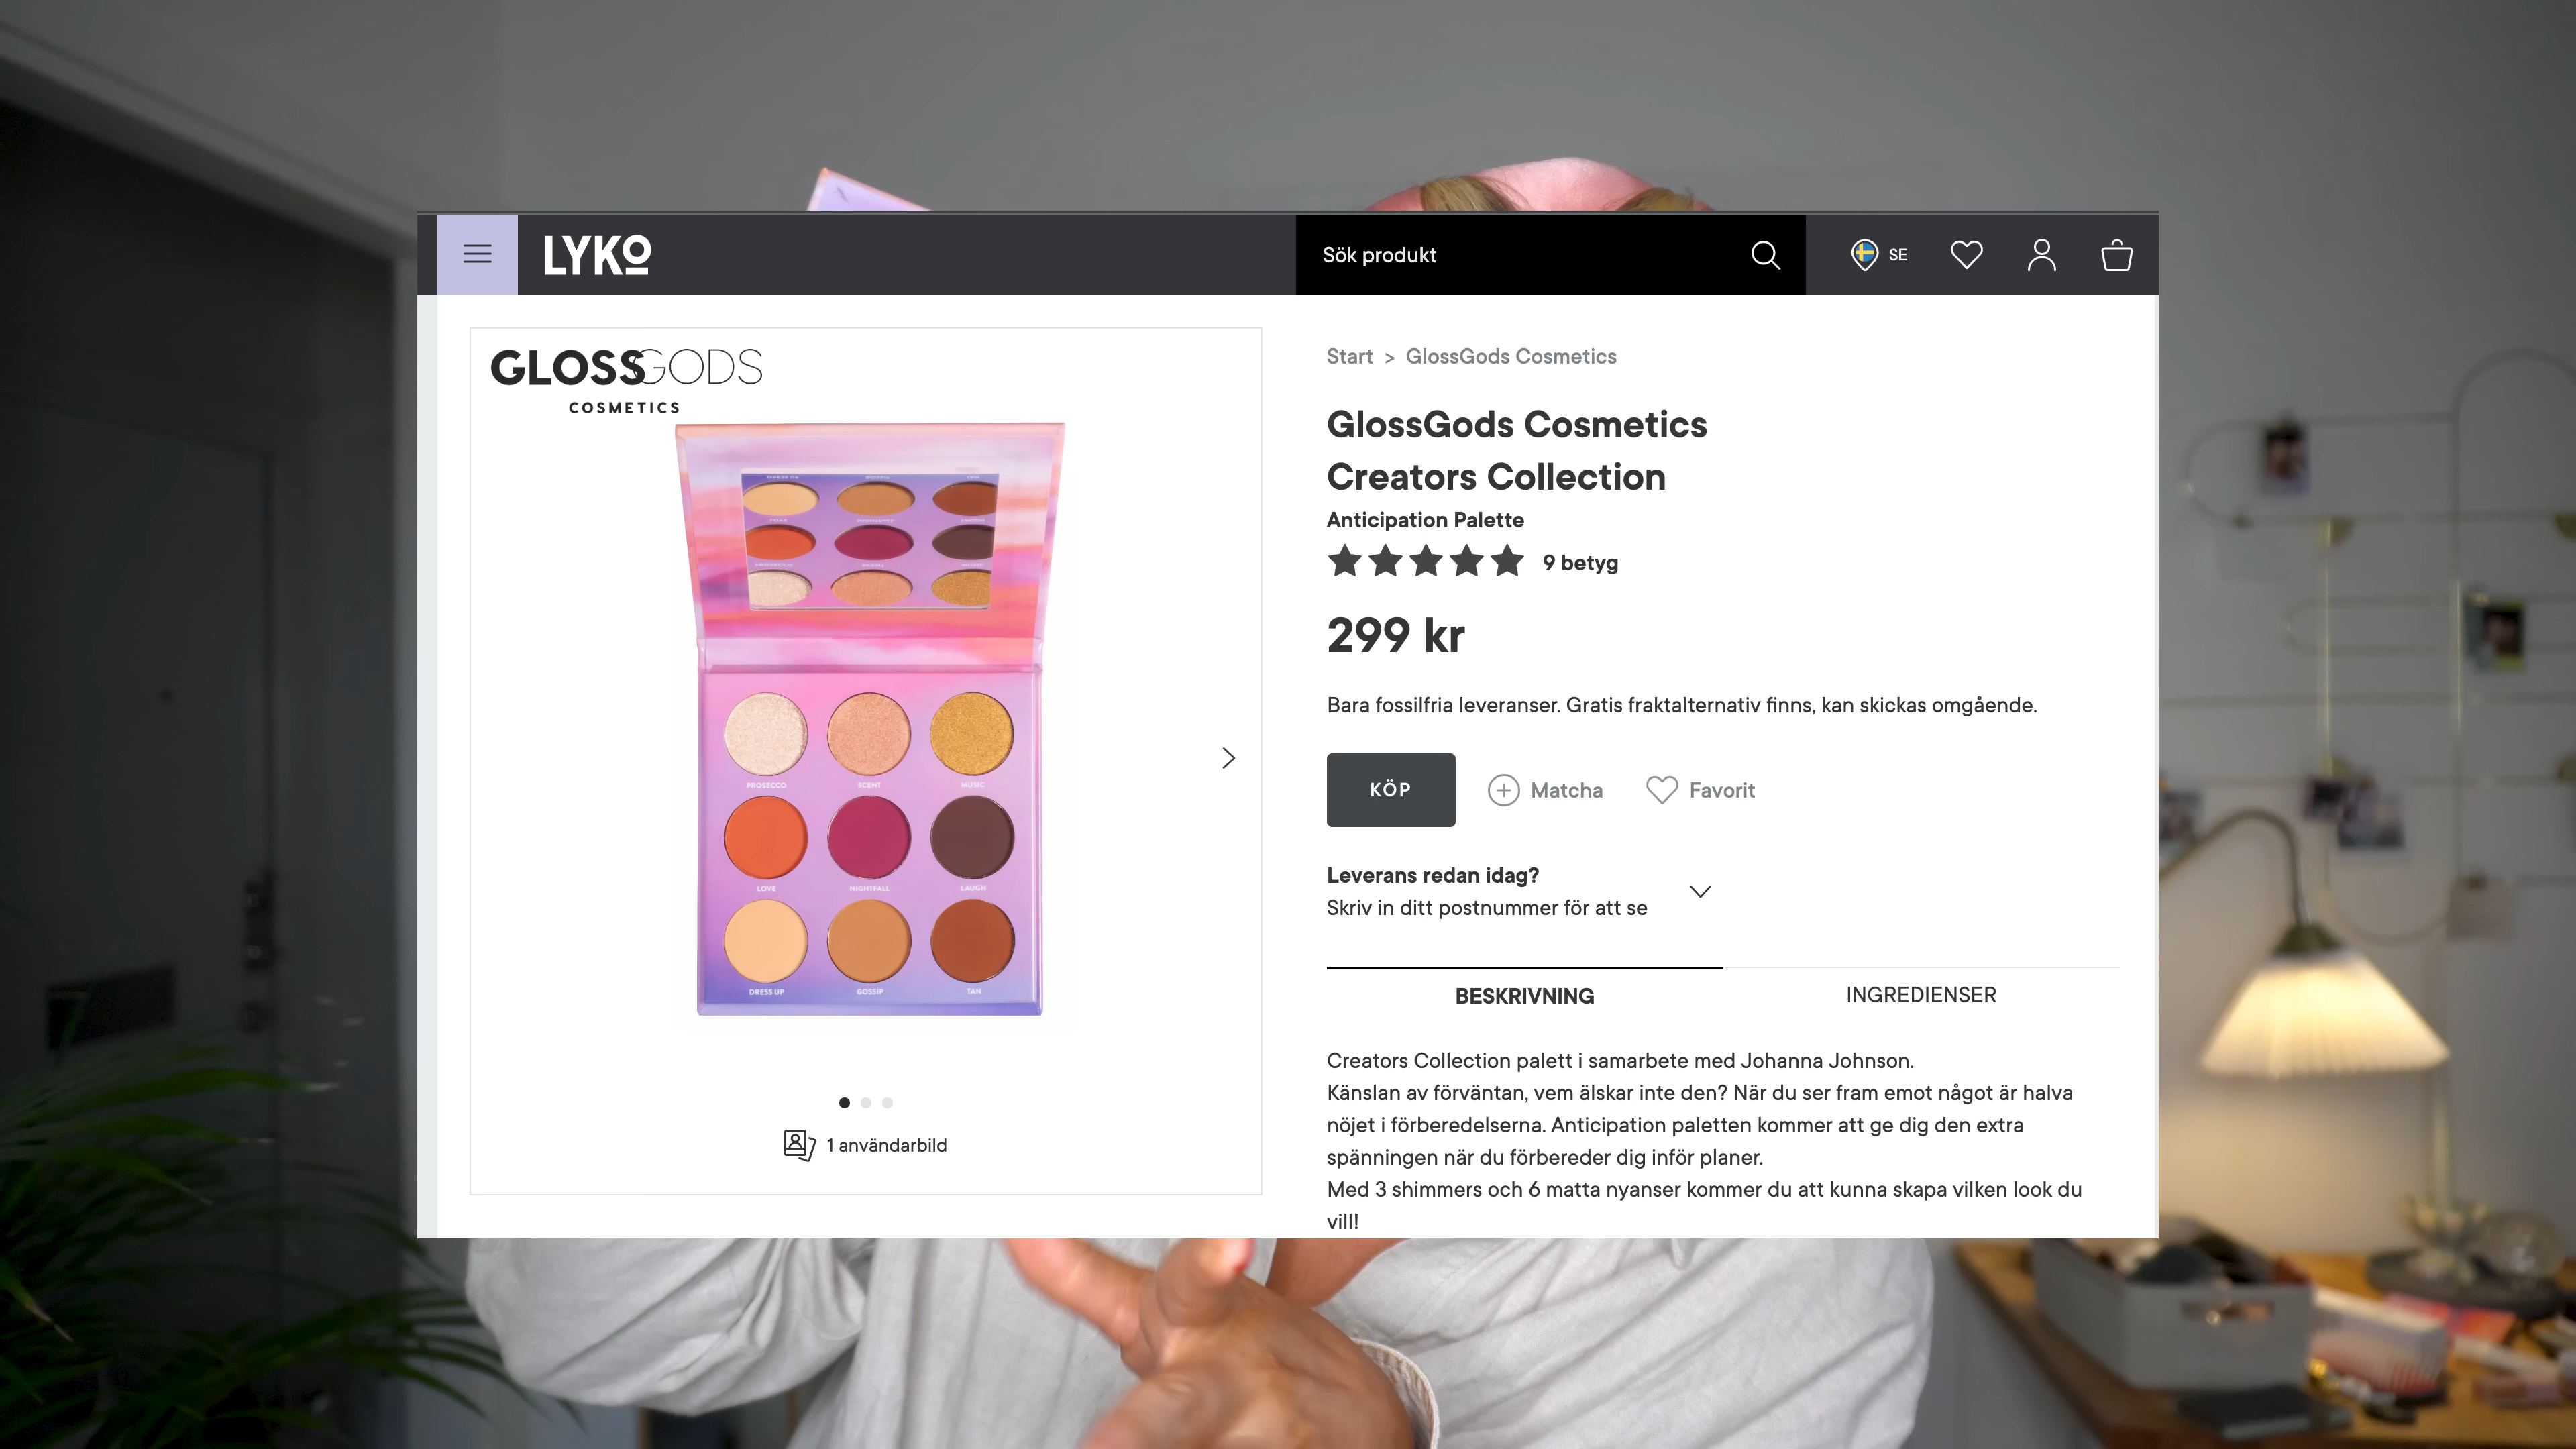 LYKO
Sök produkt
SE
GLOSSGODS
COSMETICS
PROSECCO
SCENT
MUSIC
LOVE
NIGHTFALL
LAUGH
DRESS UP
GOSSIP
TAN
1 användarbild
Start > GlossGods Cosmetics
GlossGods Cosmetics
Creators Collection
Anticipation Palette
9 betyg
299 kr
Bara fossilfria leveranser. Gratis fraktalternativ finns, kan skickas omgående.
KÖP
Matcha
Favorit
Leverans redan idag?
Skriv in ditt postnummer för att se
BESKRIVNING
INGREDIENSER
Creators Collection palett i samarbete med Johanna Johnson.
Känslan av förväntan, vem älskar inte den? När du ser fram emot något är halva
nöjet i förberedelserna. Anticipation paletten kommer att ge dig den extra
spänningen när du förbereder dig inför planer.
Med 3 shimmers och 6 matta nyanser kommer du att kunna skapa vilken look du
vill!